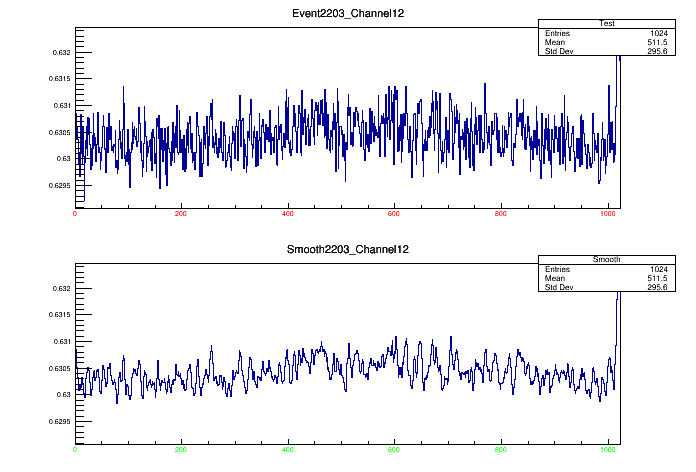 Event2203_Channel12
Test
Entries 1024
Mean 511.5
Std Dev 295.6
0.632
0.6315
0.631
0.6305
0.63
0.6295
0 200 400 600 800 1000
Smooth2203_Channel12
Smooth
Entries 1024
Mean 511.5
Std Dev 295.6
0.632
0.6315
0.631
0.6305
0.63
0.6295
0 200 400 600 800 1000